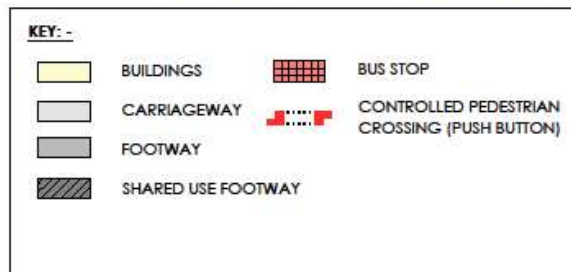 KEY: -
BUILDINGS
CARRIAGEWAY
FOOTWAY
SHARED USE FOOTWAY
BUS STOP
CONTROLLED PEDESTRIAN
CROSSING (PUSH BUTTON)